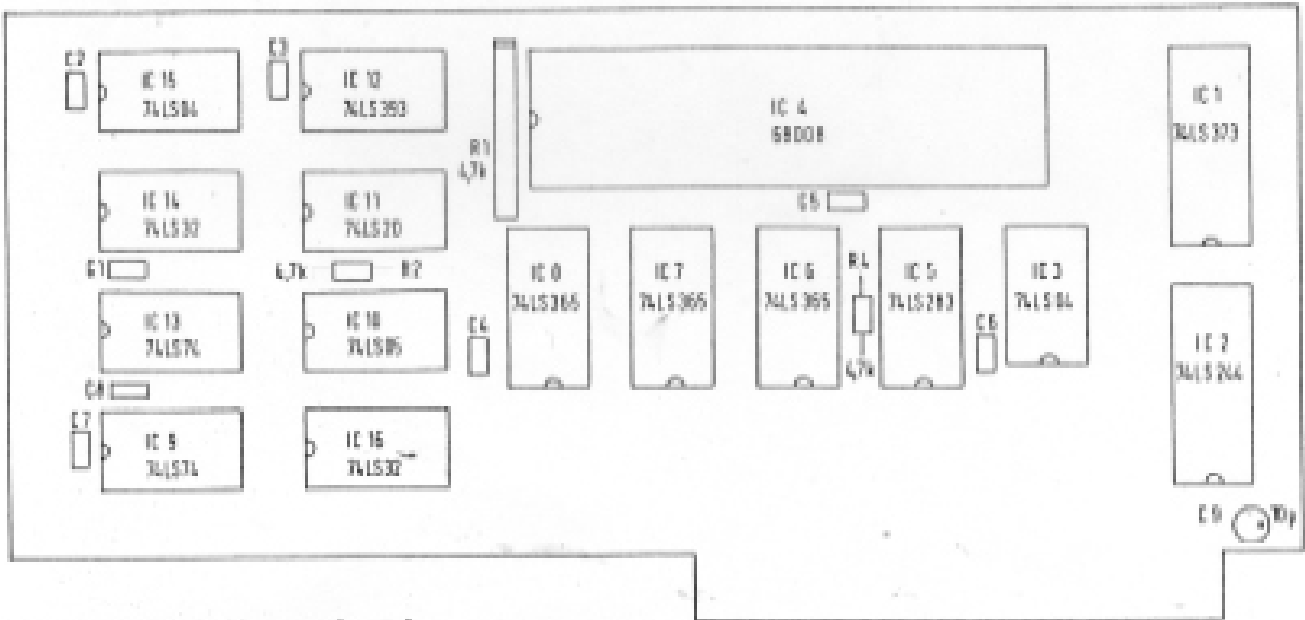 C2
IC 15
74LS04
C3
IC 12
74LS393
R1
4,7k
IC 4
68008
IC 1
74LS373
IC 14
74LS32
IC 11
74LS20
C5
C1
4,7k
R2
IC 8
74LS365
IC 7
74LS365
IC 6
74LS365
R4
4,7k
IC 5
74LS283
IC 3
74LS04
C6
IC 13
74LS74
IC 10
C4
IC 2
74LS244
C8
C7
IC 9
74LS74
IC 16
74LS32
C9
10µ